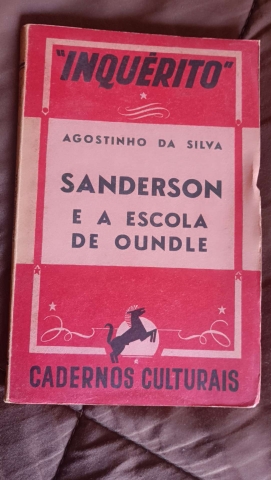 "INQUÉRITO"
AGOSTINHO DA SILVA
SANDERSON
E A ESCOLA
DE OUNDLE
CADERNOS CULTURAIS